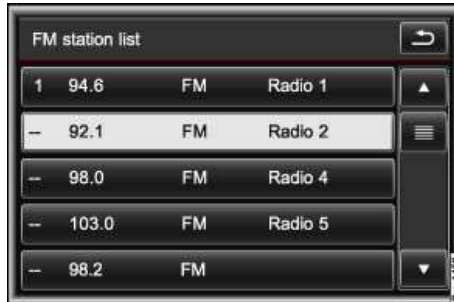 FM station list
1 94.6 FM Radio 1
-- 92.1 FM Radio 2
-- 98.0 FM Radio 4
-- 103.0 FM Radio 5
-- 98.2 FM